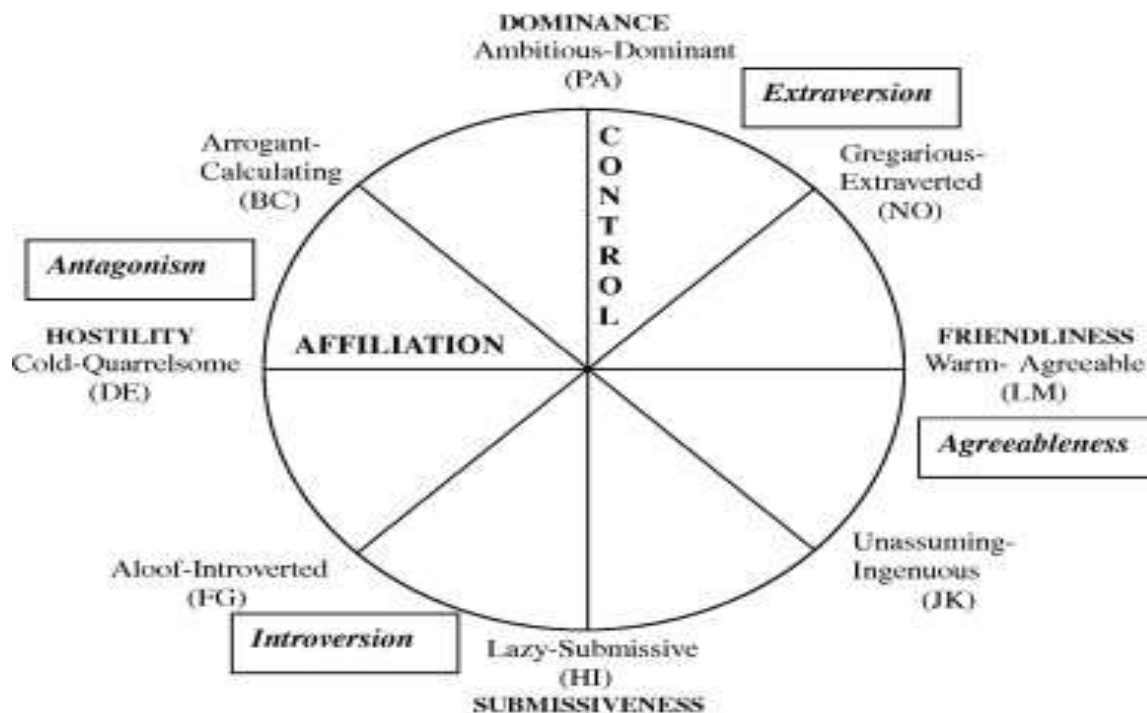 DOMINANCE
Ambitious-Dominant
(PA)
Extraversion
CONTROL
Arrogant-
Calculating
(BC)
Gregarious-
Extraverted
(NO)
Antagonism
HOSTILITY
Cold-Quarrelsome
(DE)
AFFILIATION
FRIENDLINESS
Warm- Agreeable
(LM)
Agreeableness
Unassuming-
Ingenuous
(JK)
Aloof-Introverted
(FG)
Introversion
Lazy-Submissive
(HI)
SUBMISSIVENESS